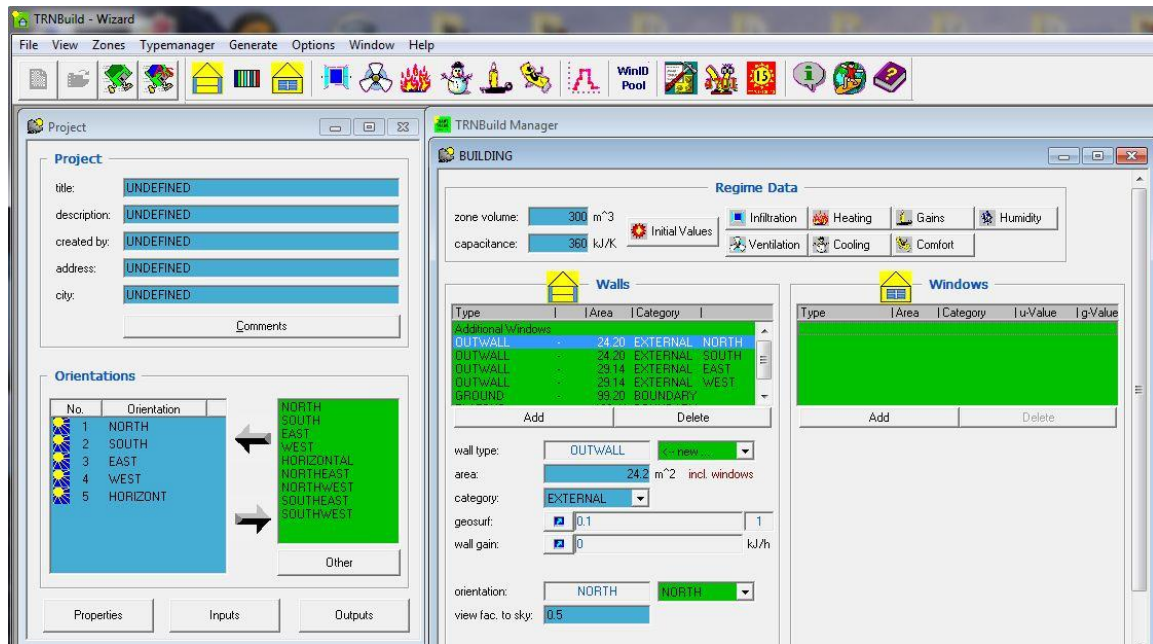 TRNBuild - Wizard
File View Zones Typemanager Generate Options Window Help
WinID
Pool
15
Project
Project
title: UNDEFINED
description: UNDEFINED
created by: UNDEFINED
address: UNDEFINED
city: UNDEFINED
Comments
Orientations
No. Orientation
1 NORTH
2 SOUTH
3 EAST
4 WEST
5 HORIZONT
NORTH
SOUTH
EAST
WEST
HORIZONTAL
NORTHEAST
NORTHWEST
SOUTHEAST
SOUTHWEST
Other
Properties Inputs Outputs
TRNBuild Manager
BUILDING
Regime Data
zone volume: 300 m^3
capacitance: 360 kJ/K
Initial Values
Infiltration Heating Gains Humidity
Ventilation Cooling Comfort
Walls
Type | | Area | Category |
Additional Windows
OUTWALL - 24.20 EXTERNAL NORTH
OUTWALL - 24.20 EXTERNAL SOUTH
OUTWALL - 29.14 EXTERNAL EAST
OUTWALL - 29.14 EXTERNAL WEST
GROUND - 99.20 BOUNDARY
Add Delete
wall type: OUTWALL <-- new ...
area: 24.2 m^2 incl. windows
category: EXTERNAL
geosurf: 0.1 1
wall gain: 0 kJ/h
orientation: NORTH NORTH
view fac. to sky: 0.5
Windows
Type | Area | Category | u-Value | g-Value
Add Delete